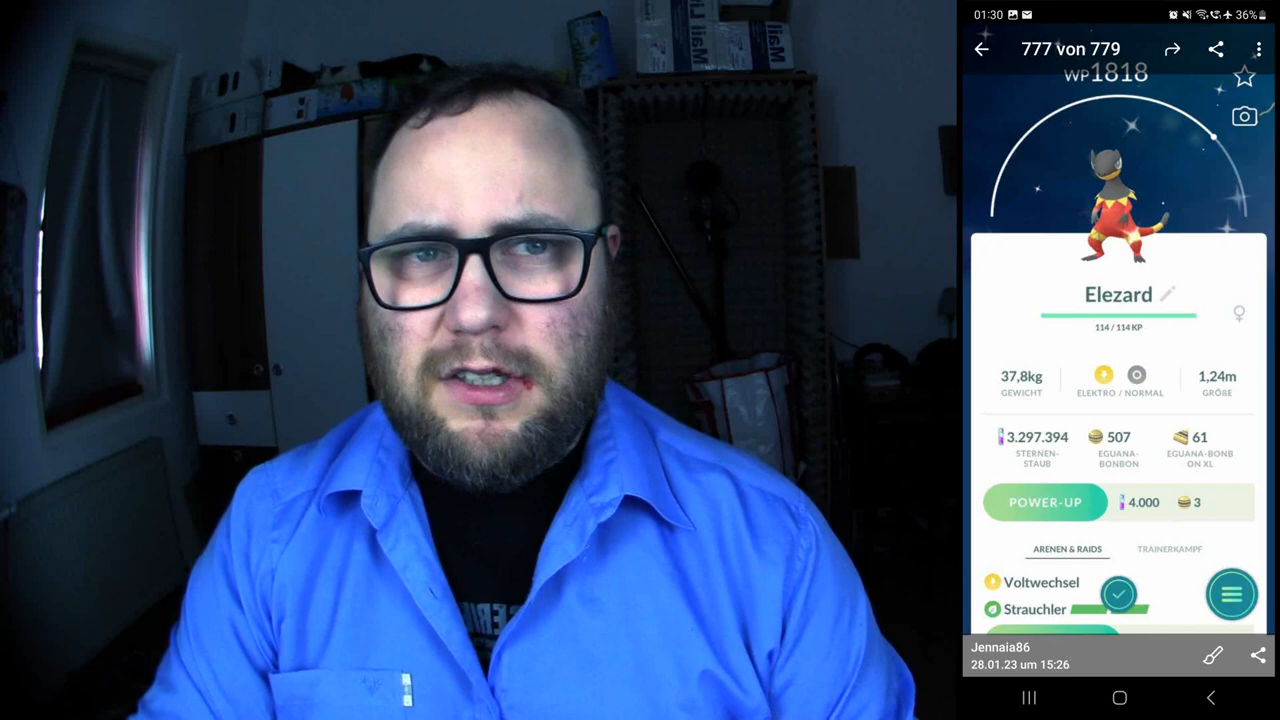 01:30
36%
777 von 779
WP1818
Elezard
114 / 114 KP
37,8kg
GEWICHT
ELEKTRO / NORMAL
1,24m
GRÖẞE
3.297.394
STERNEN-
STAUB
507
EGUANA-
BONBON
61
EGUANA-BONB
ON XL
POWER-UP
4.000
3
ARENEN & RAIDS
TRAINERKAMPF
Voltwechsel
Strauchler
Jennaia86
28.01.23 um 15:26
Mail